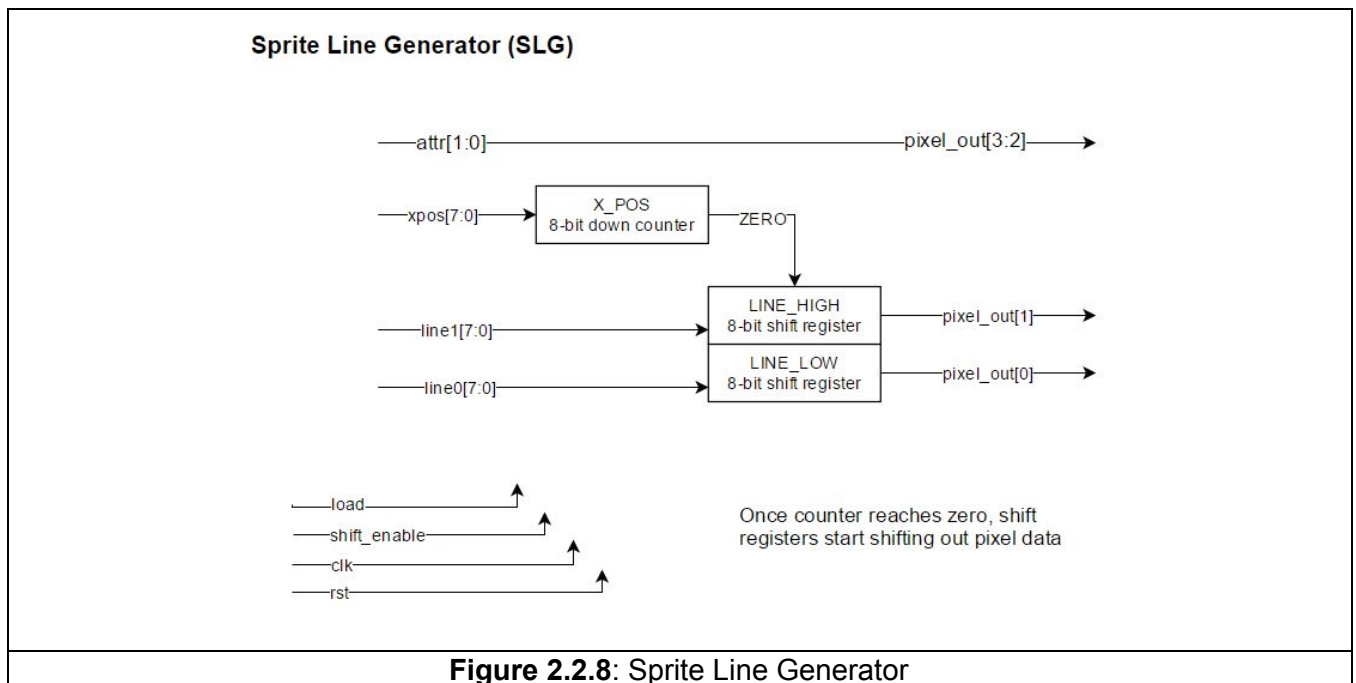 Sprite Line Generator (SLG)
attr[1:0]
pixel_out[3:2]
xpos[7:0]
X_POS
8-bit down counter
ZERO
line1[7:0]
LINE_HIGH
8-bit shift register
pixel_out[1]
line0[7:0]
LINE_LOW
8-bit shift register
pixel_out[0]
load
shift_enable
clk
rst
Once counter reaches zero, shift
registers start shifting out pixel data
Figure 2.2.8: Sprite Line Generator